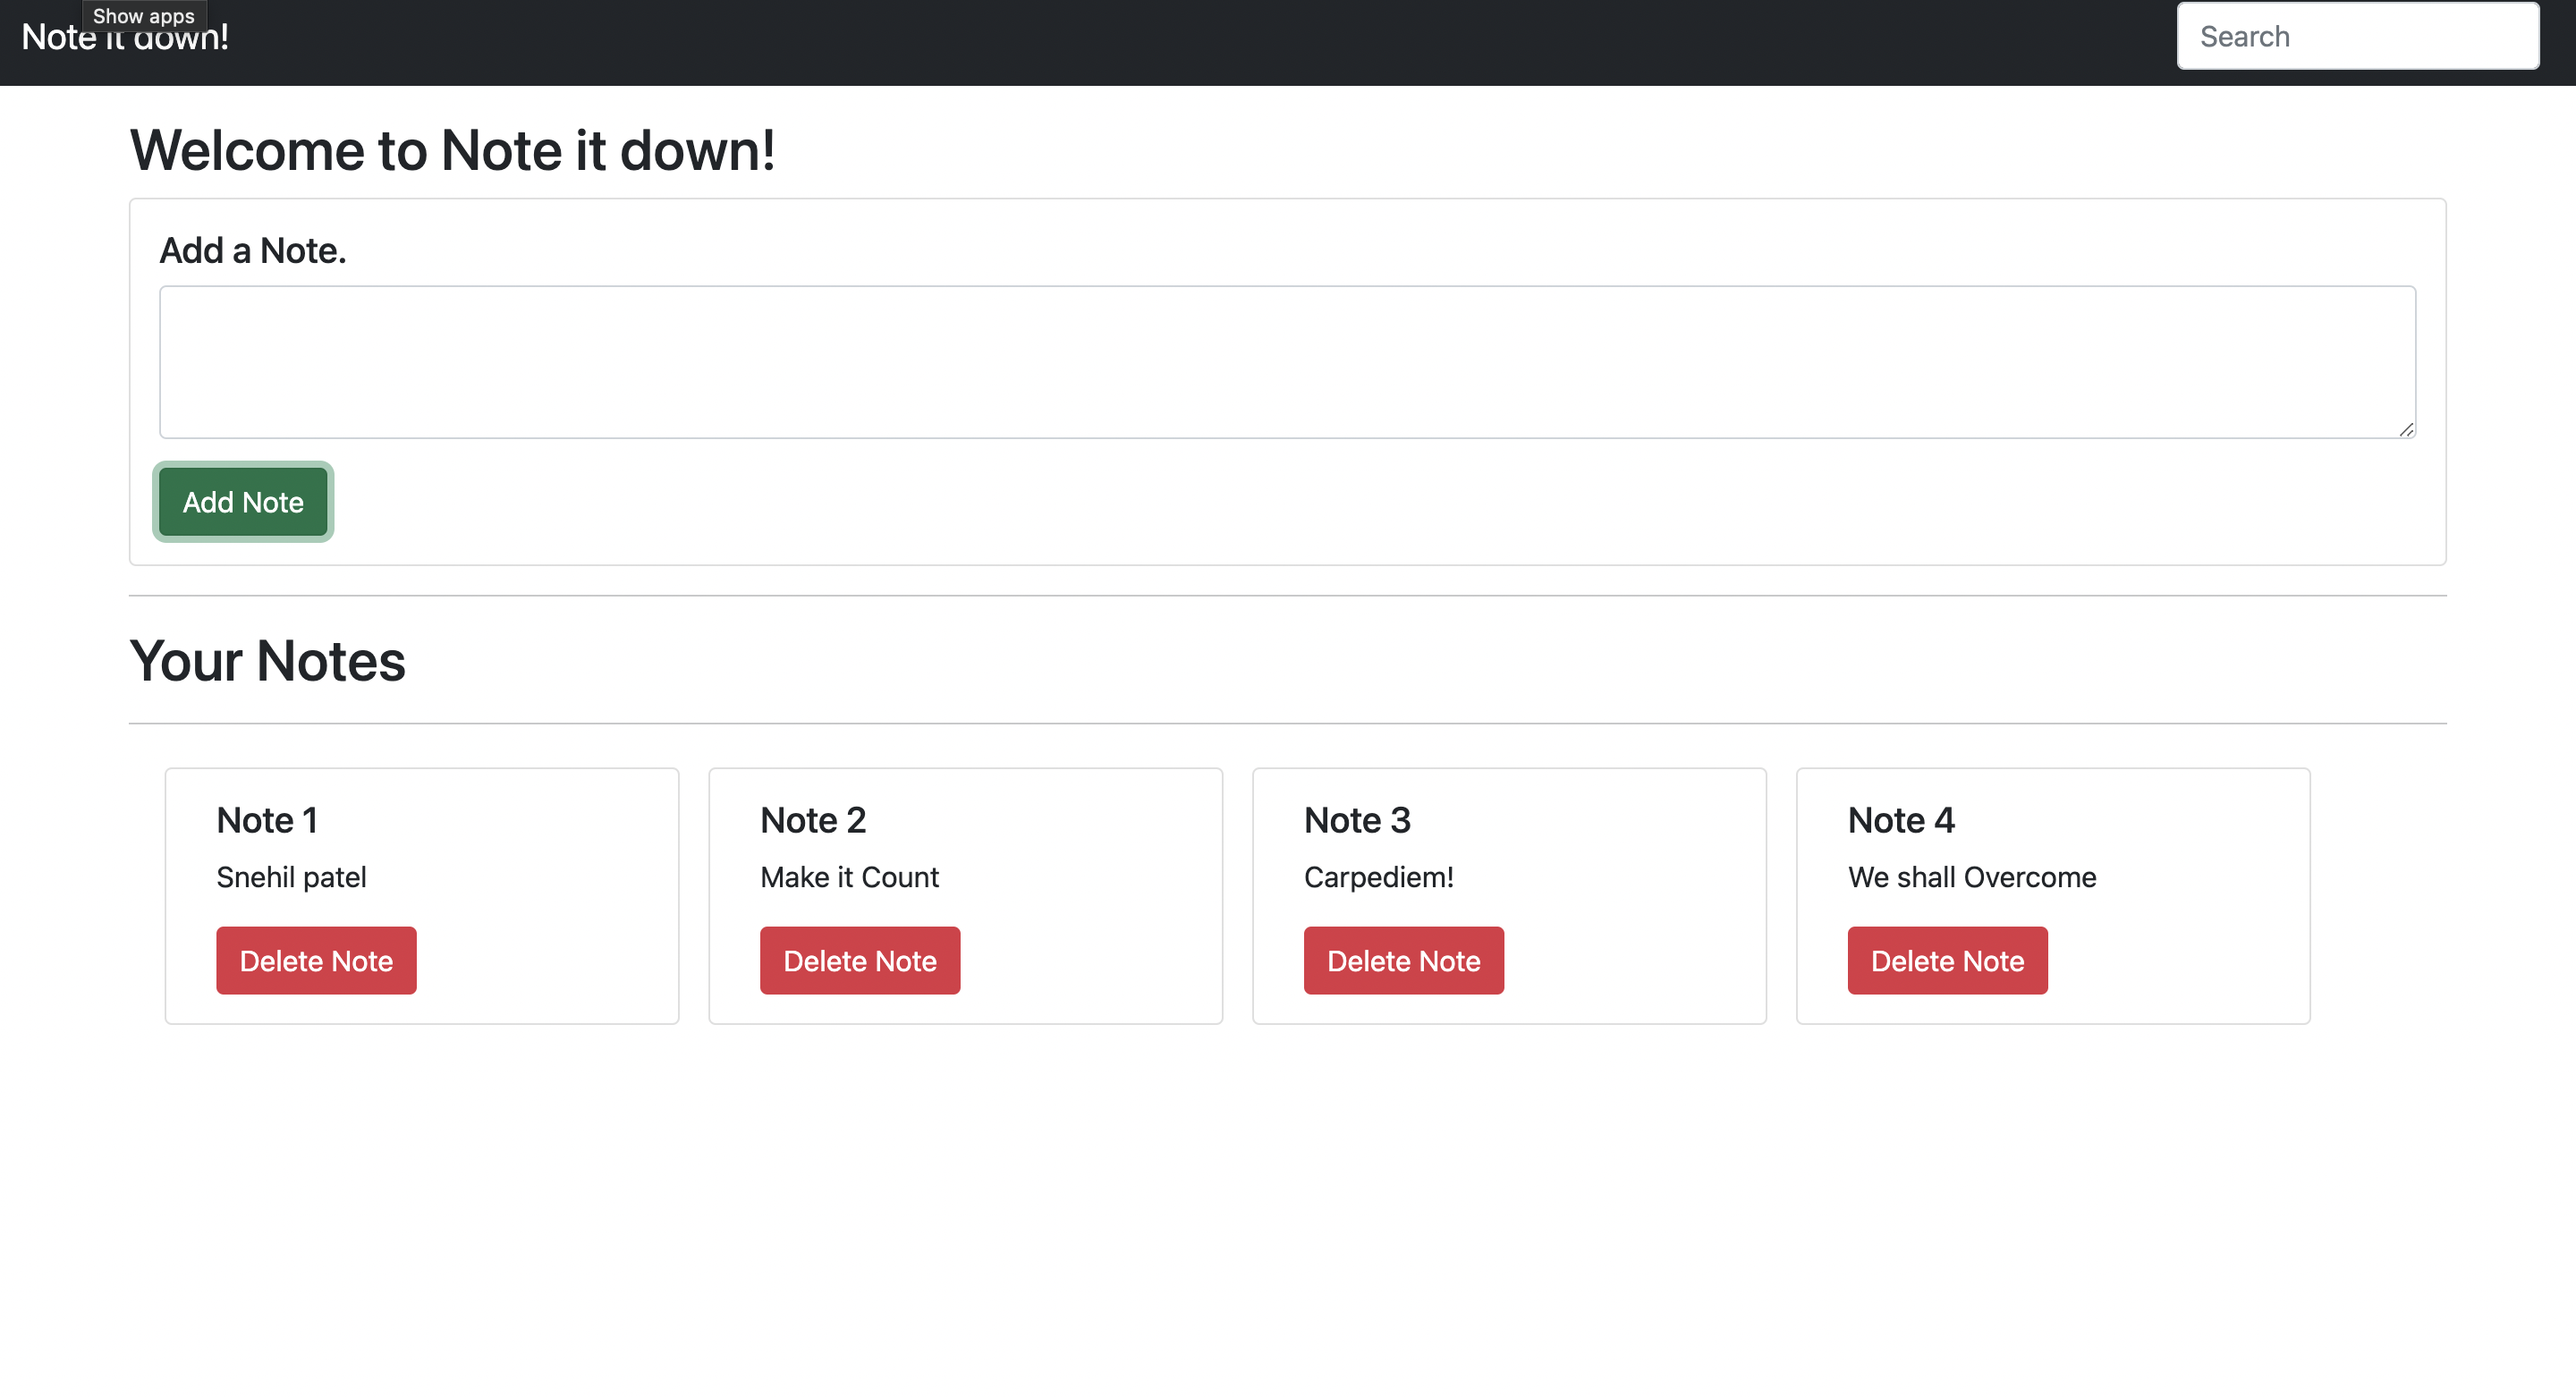 Show apps
Note it down!
Search
Welcome to Note it down!
Add a Note.
Add Note
Your Notes
Note 1
Snehil patel
Delete Note
Note 2
Make it Count
Delete Note
Note 3
Carpediem!
Delete Note
Note 4
We shall Overcome
Delete Note